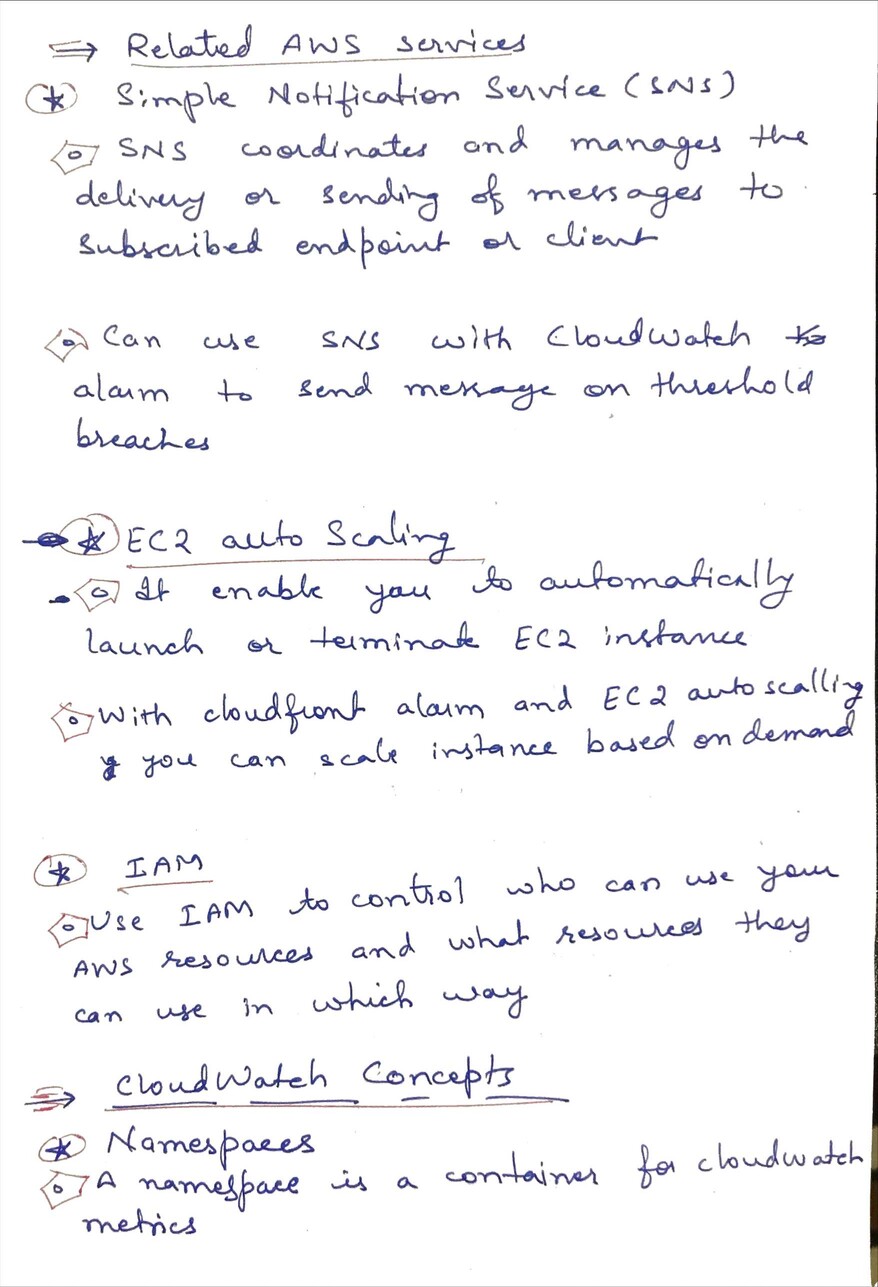 ⇒ Related AWS services
Simple Notification Service (SNS)
SNS coordinates and manages the
delivery or sending of messages to
subscribed endpoint or client
Can use SNS with CloudWatch
alarm to send message on threshold
breaches
EC2 auto Scaling
It enable you to automatically
launch or terminate EC2 instance
With cloudfront alarm and EC2 auto scalling
you can scale instance based on demand
IAM
Use IAM to control who can use your
AWS resources and what resources they
can use in which way
⇒ CloudWatch Concepts
Namespaces
A namespace is a container for cloudwatch
metrics